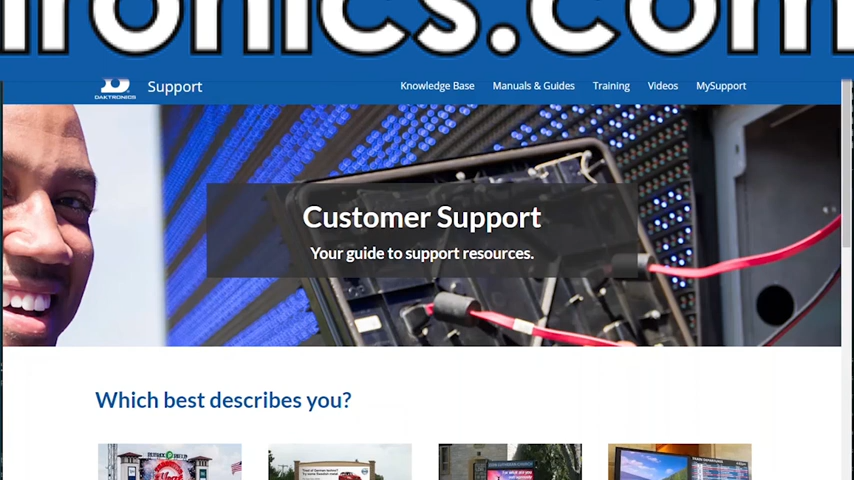 tronics.com
DAKTRONICS
Support
Knowledge Base
Manuals & Guides
Training
Videos
MySupport
Customer Support
Your guide to support resources.
Which best describes you?